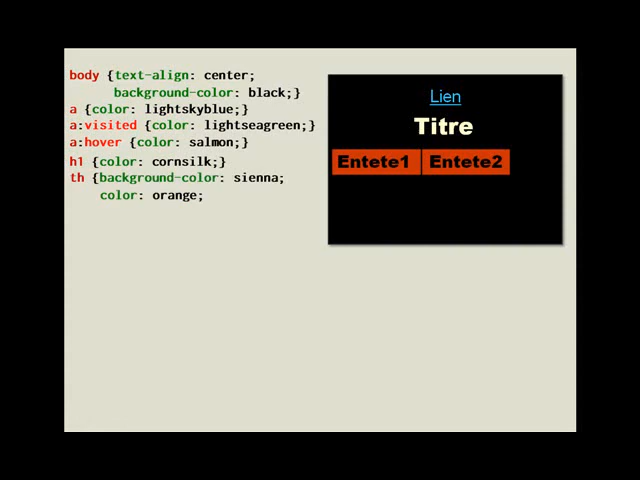 body {text-align: center;
background-color: black;}
a {color: lightskyblue;}
a:visited {color: lightseagreen;}
a:hover {color: salmon;}
h1 {color: cornsilk;}
th {background-color: sienna;
color: orange;
Lien
Titre
Entete1 Entete2